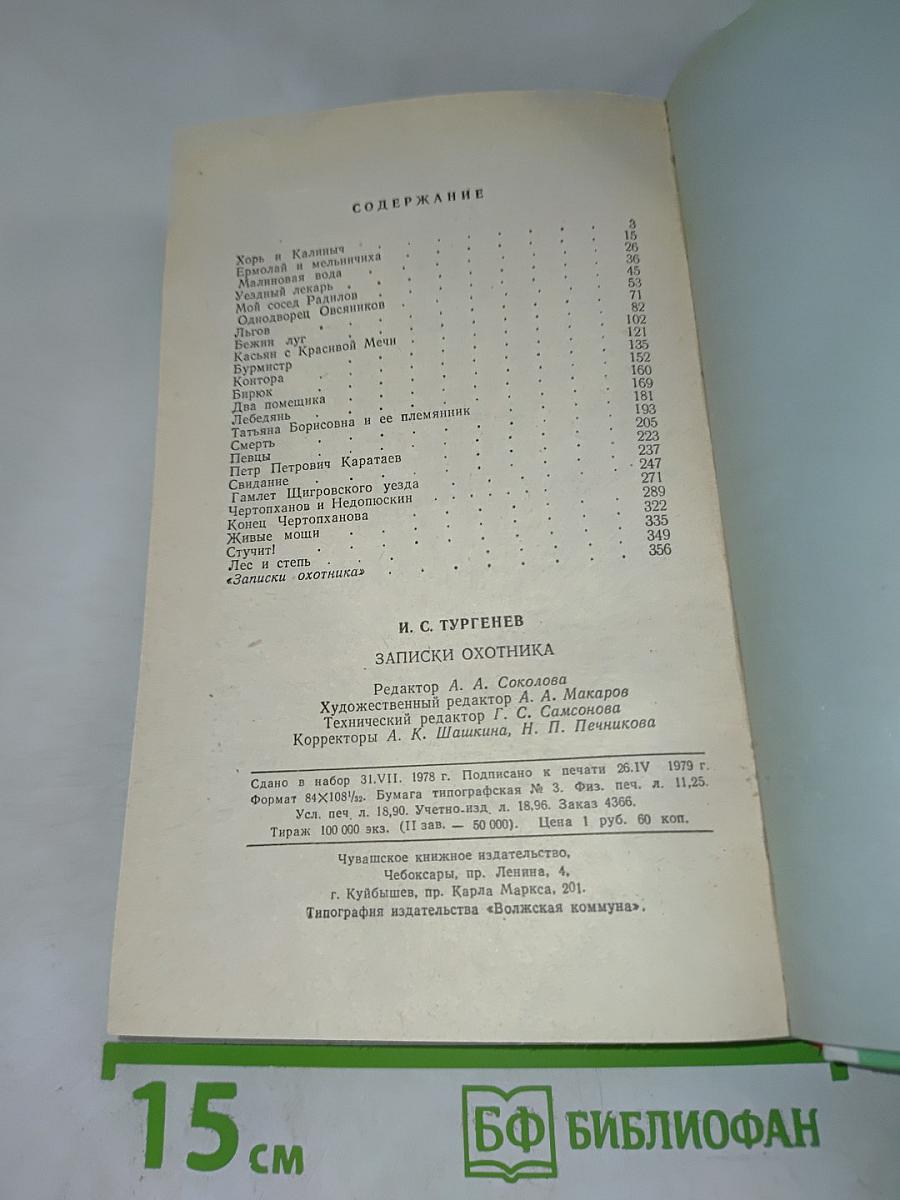 СОДЕРЖАНИЕ
Хорь и Калиныч 3
Ермолай и мельничиха 15
Малиновая вода 26
Уездный лекарь 36
Мой сосед Радилов 45
Однодворец Овсяников 53
Льгов 71
Бежин луг 82
Касьян с Красивой Мечи 102
Бурмистр 121
Контора 135
Бирюк 152
Два помещика 160
Лебедянь 169
Татьяна Борисовна и ее племянник 181
Смерть 193
Певцы 205
Петр Петрович Каратаев 223
Свидание 237
Гамлет Щигровского уезда 247
Чертопханов и Недопюскин 271
Конец Чертопханова 289
Живые мощи 322
Стучит! 335
Лес и степь 349
«Записки охотника» 356
И. С. ТУРГЕНЕВ
ЗАПИСКИ ОХОТНИКА
Редактор А. А. Соколова
Художественный редактор А. А. Макаров
Технический редактор Г. С. Самсонова
Корректоры А. К. Шашкина, Н. П. Печникова
Сдано в набор 31.VII. 1978 г. Подписано к печати 26.IV 1979 г.
Формат 84×108¹/₃₂. Бумага типографская № 3. Физ. печ. л. 11,25.
Усл. печ. л. 18,90. Учетно-изд. л. 18,96. Заказ 4366.
Тираж 100 000 экз. (II зав. — 50 000). Цена 1 руб. 60 коп.
Чувашское книжное издательство,
Чебоксары, пр. Ленина, 4,
г. Куйбышев, пр. Карла Маркса, 201.
Типография издательства «Волжская коммуна».
15 см
БФ БИБЛИОФАН